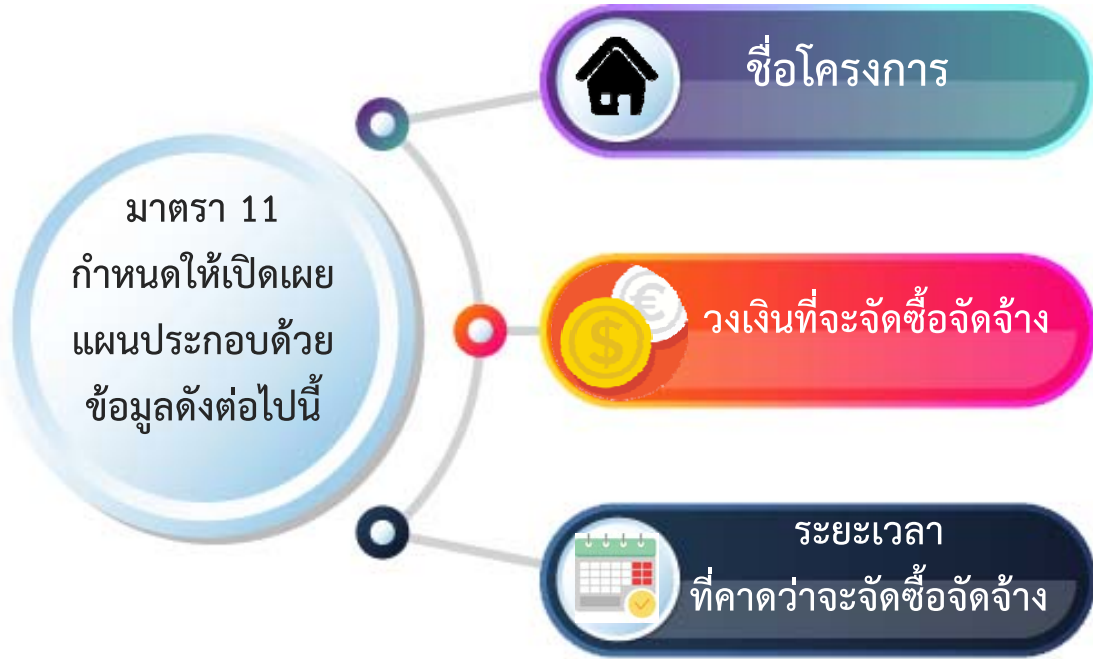 มาตรา 11
กำหนดให้เปิดเผย
แผนประกอบด้วย
ข้อมูลดังต่อไปนี้
ชื่อโครงการ
วงเงินที่จะจัดซื้อจัดจ้าง
ระยะเวลา
ที่คาดว่าจะจัดซื้อจัดจ้าง